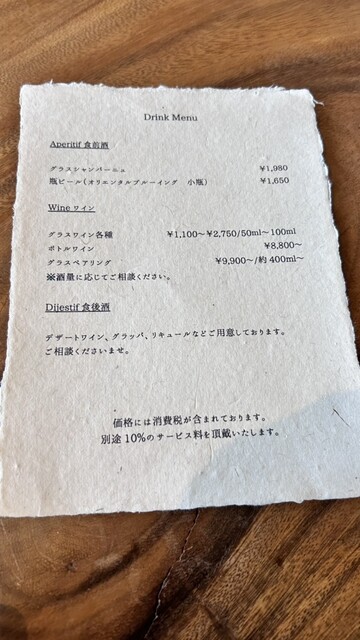 Drink Menu
Aperitif 食前酒
グラスシャンパーニュ ￥1,980
瓶ビール（オリエンタルブルーイング 小瓶） ￥1,650
Wine ワイン
グラスワイン各種 ￥1,100～￥2,750/50ml～100ml
ボトルワイン ￥8,800～
グラスペアリング ￥9,900～/約 400ml～
※酒量に応じてご相談ください。
Dijestif 食後酒
デザートワイン、グラッパ、リキュールなどご用意しております。
ご相談くださいませ。
価格には消費税が含まれております。
別途 10%のサービス料を頂戴いたします。